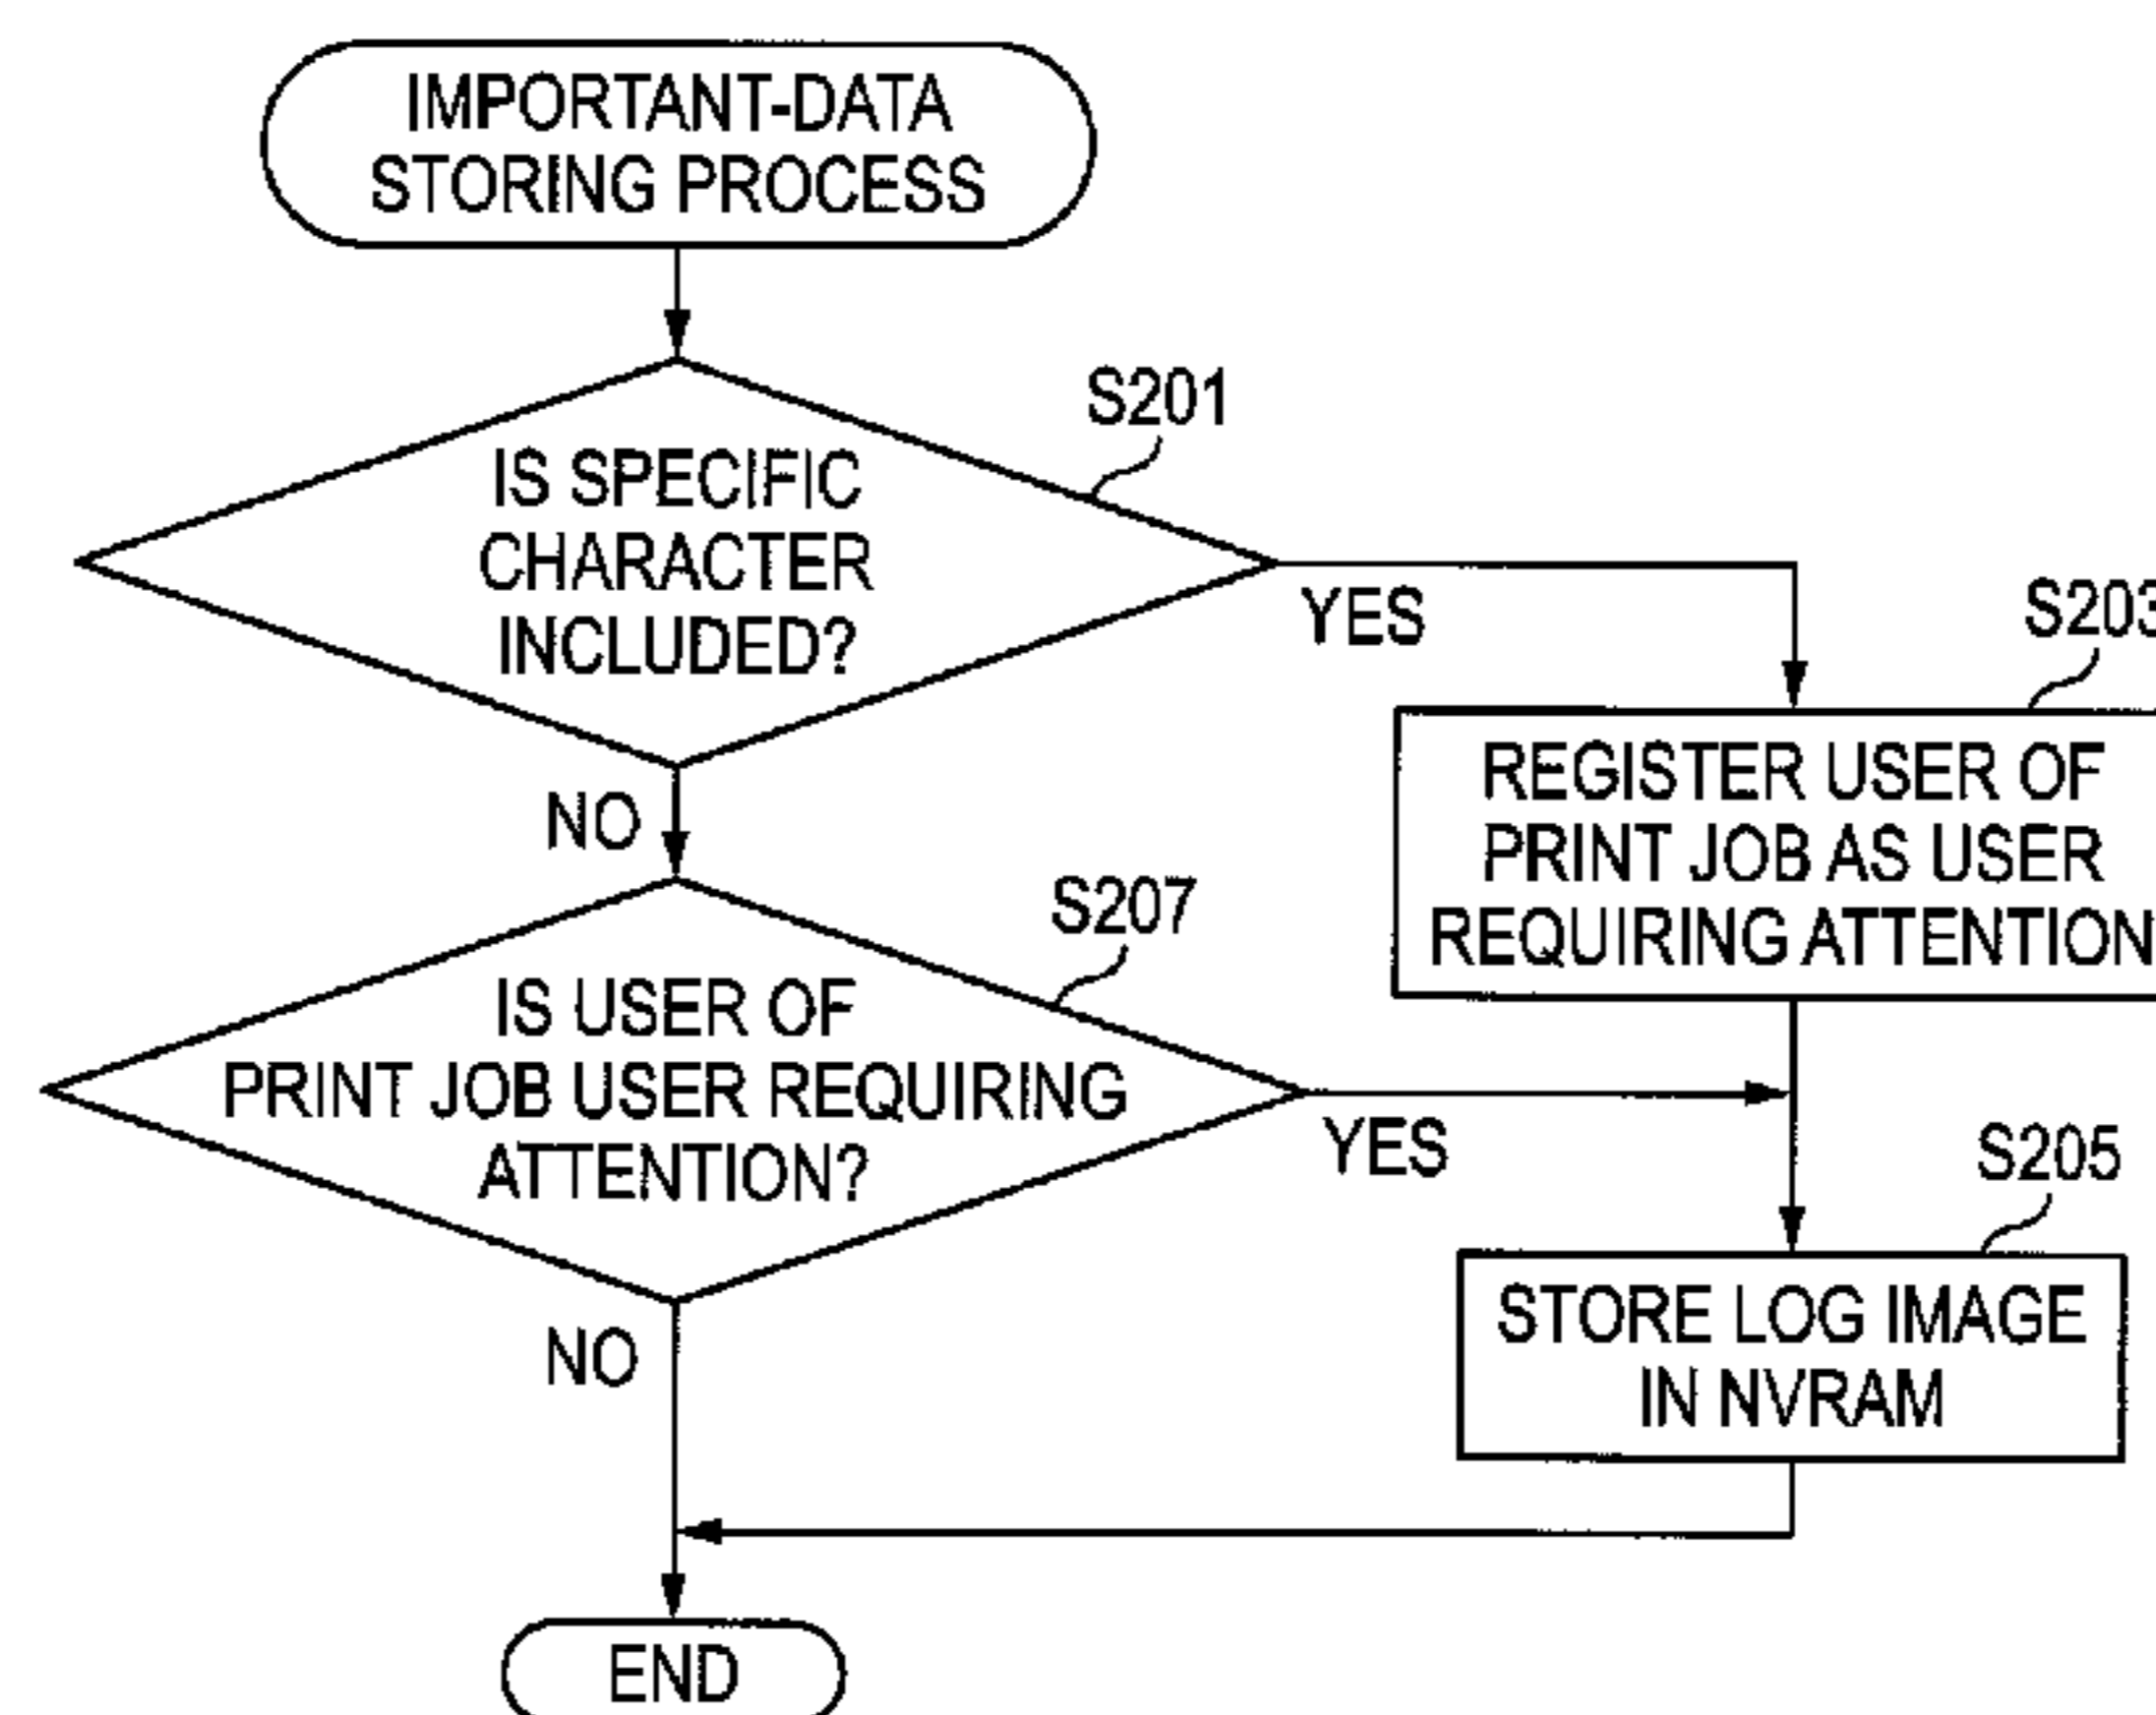 IMPORTANT-DATA
STORING PROCESS
S201
IS SPECIFIC
CHARACTER
INCLUDED?
YES
S203
REGISTER USER OF
PRINT JOB AS USER
REQUIRING ATTENTION
NO
S207
IS USER OF
PRINT JOB USER REQUIRING
ATTENTION?
YES
S205
STORE LOG IMAGE
IN NVRAM
NO
END